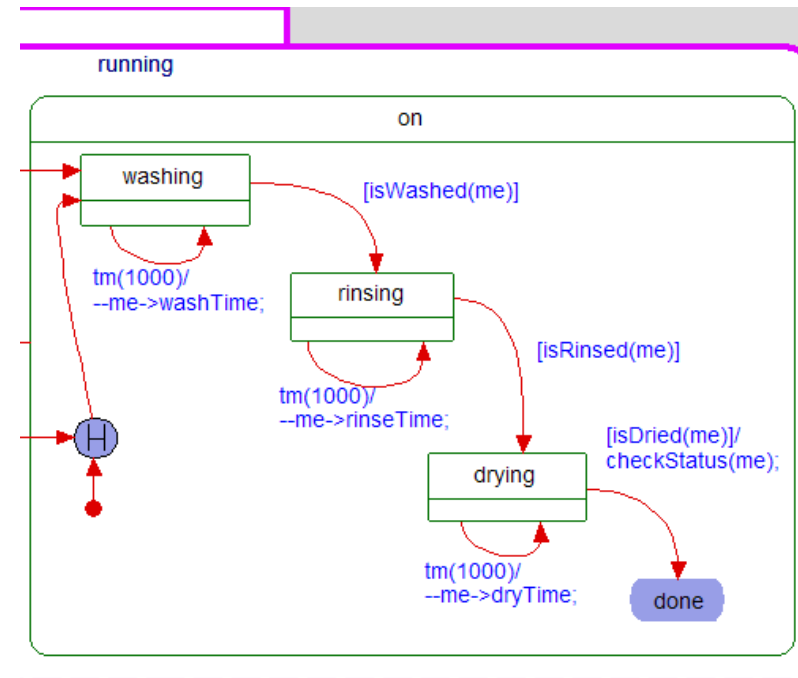 running
on
washing
[isWashed(me)]
tm(1000)/
--me->washTime;
rinsing
[isRinsed(me)]
tm(1000)/
--me->rinseTime;
H
drying
[isDried(me)]/
checkStatus(me);
tm(1000)/
--me->dryTime;
done